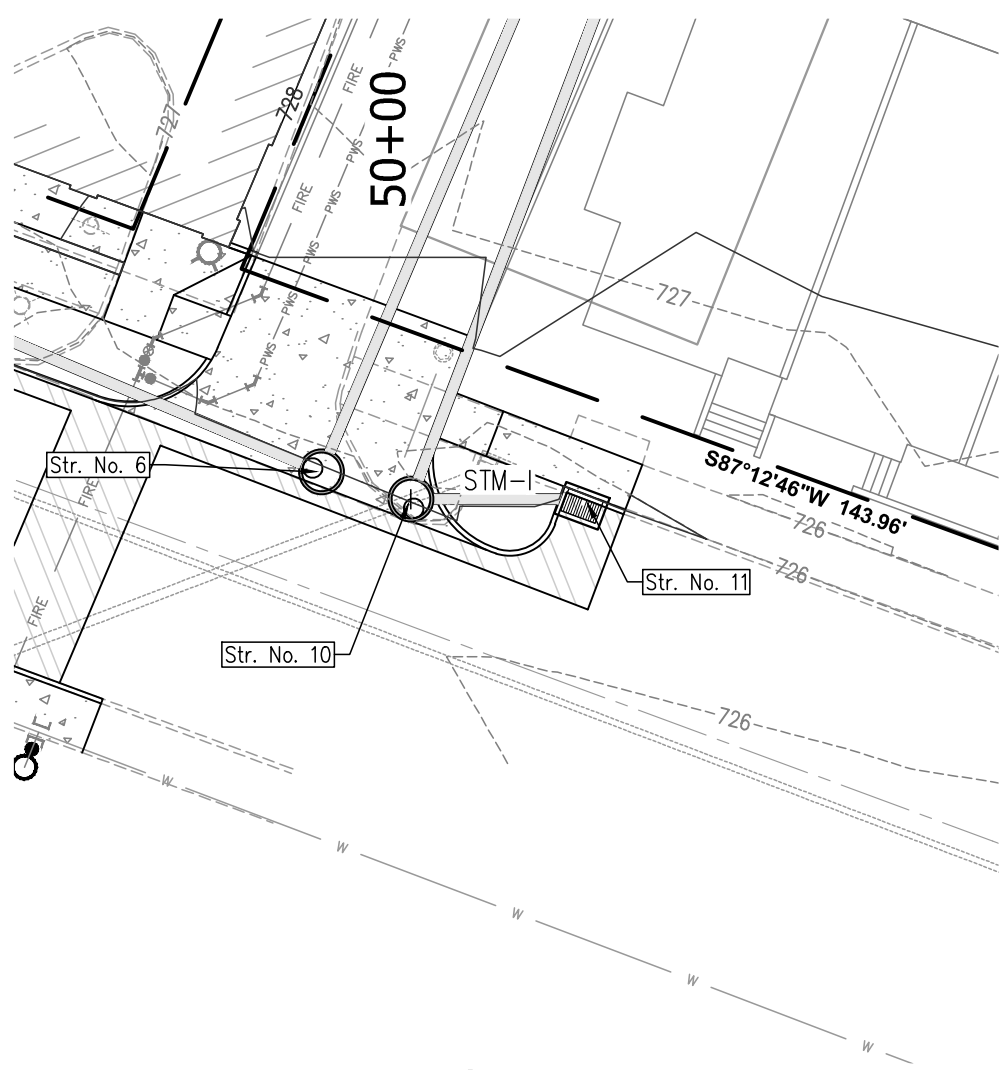 PWS
FIRE
728
50+00
727
PWS
FIRE
PWS
PWS
727
PWS
PWS
Str. No. 6
STM-I
S87°12'46"W 143.96'
FIRE
726
726
Str. No. 11
FIRE
Str. No. 10
726
W
W
W
W
W